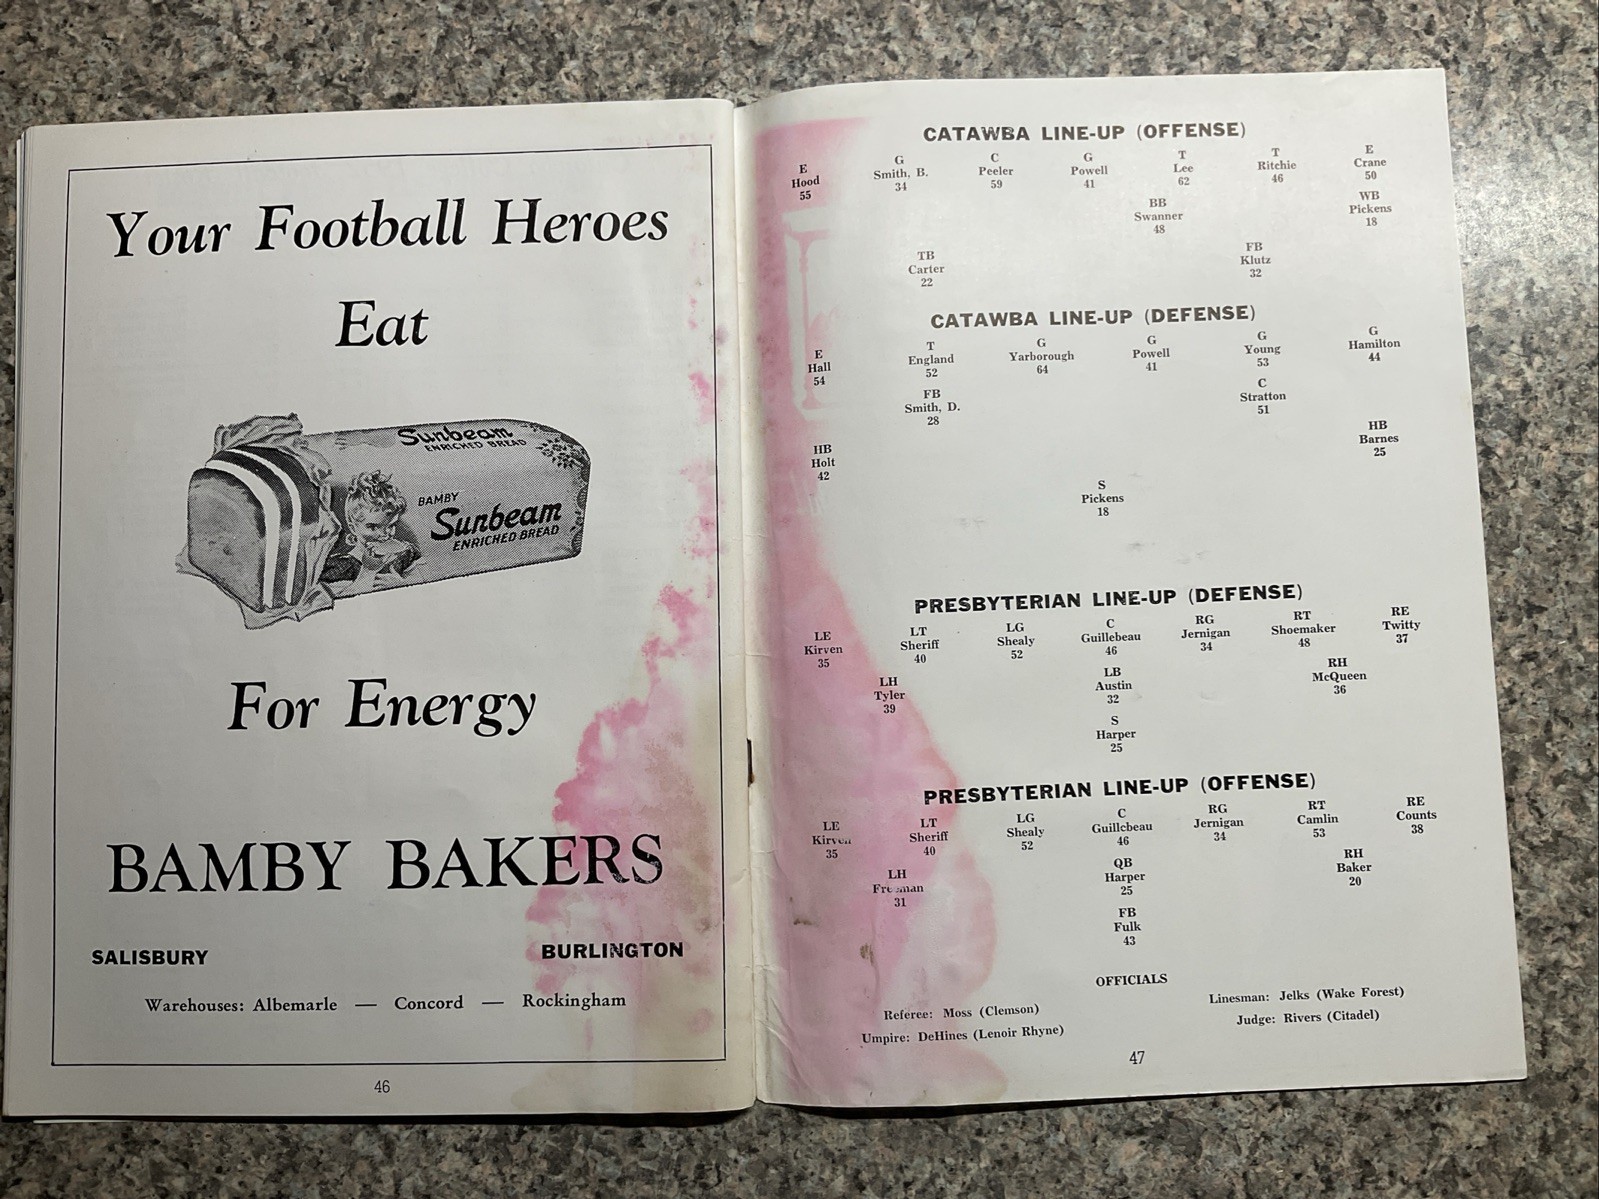 Your Football Heroes
Eat
Sunbeam
ENRICHED BREAD
BAMBY
Sunbeam
ENRICHED BREAD
For Energy
BAMBY BAKERS
SALISBURY BURLINGTON
Warehouses: Albemarle — Concord — Rockingham
46
CATAWBA LINE-UP (OFFENSE)
E G C G T T E
Hood Smith, B. Peeler Powell Lee Ritchie Crane
55 34 59 41 62 46 50
BB WB
Swanner Pickens
48 18
TB FB
Carter Klutz
22 32
CATAWBA LINE-UP (DEFENSE)
E T G G G G
Hall England Yarborough Powell Young Hamilton
54 52 64 41 53 44
FB C
Smith, D. Stratton
28 51
HB HB
Holt Barnes
42 25
S
Pickens
18
PRESBYTERIAN LINE-UP (DEFENSE)
LE LT LG C RG RT RE
Kirven Sheriff Shealy Guillebeau Jernigan Shoemaker Twitty
35 40 52 46 34 48 37
LH LB RH
Tyler Austin McQueen
39 32 36
S
Harper
25
PRESBYTERIAN LINE-UP (OFFENSE)
LE LT LG C RG RT RE
Kirven Sheriff Shealy Guillebeau Jernigan Camlin Counts
35 40 52 46 34 53 38
LH QB RH
Freeman Harper Baker
31 25 20
FB
Fulk
43
OFFICIALS
Referee: Moss (Clemson) Linesman: Jelks (Wake Forest)
Umpire: DeHines (Lenoir Rhyne) Judge: Rivers (Citadel)
47